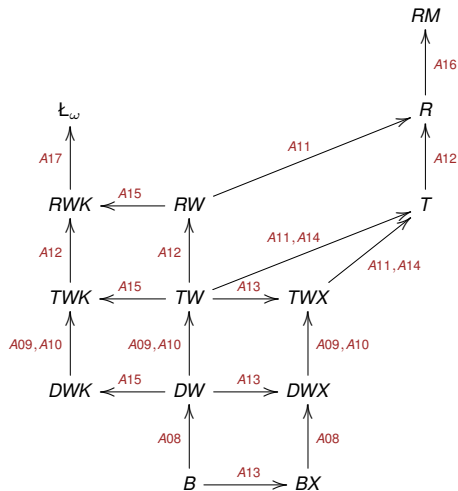 RM
A16
Ł_ω R
A11
A17 A12
A15
RWK RW T
A11, A14
A12 A12 A11, A14
A15 A13
TWK TW TWX
A09, A10 A09, A10 A09, A10
A15 A13
DWK DW DWX
A08 A08
A13
B BX